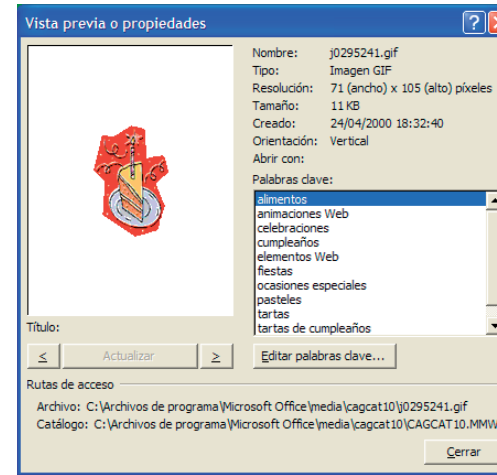 Vista previa o propiedades
Nombre: j0295241.gif
Tipo: Imagen GIF
Resolución: 71 (ancho) x 105 (alto) píxeles
Tamaño: 11 KB
Creado: 24/04/2000 18:32:40
Orientación: Vertical
Abrir con:
Palabras clave:
alimentos
animaciones Web
celebraciones
cumpleaños
elementos Web
fiestas
ocasiones especiales
pasteles
tartas
tartas de cumpleaños
Título:
< Actualizar > Editar palabras clave...
Rutas de acceso
Archivo: C:\Archivos de programa\Microsoft Office\media\cagcat10\j0295241.gif
Catálogo: C:\Archivos de programa\Microsoft Office\media\cagcat10\CAGCAT10.MMW
Cerrar